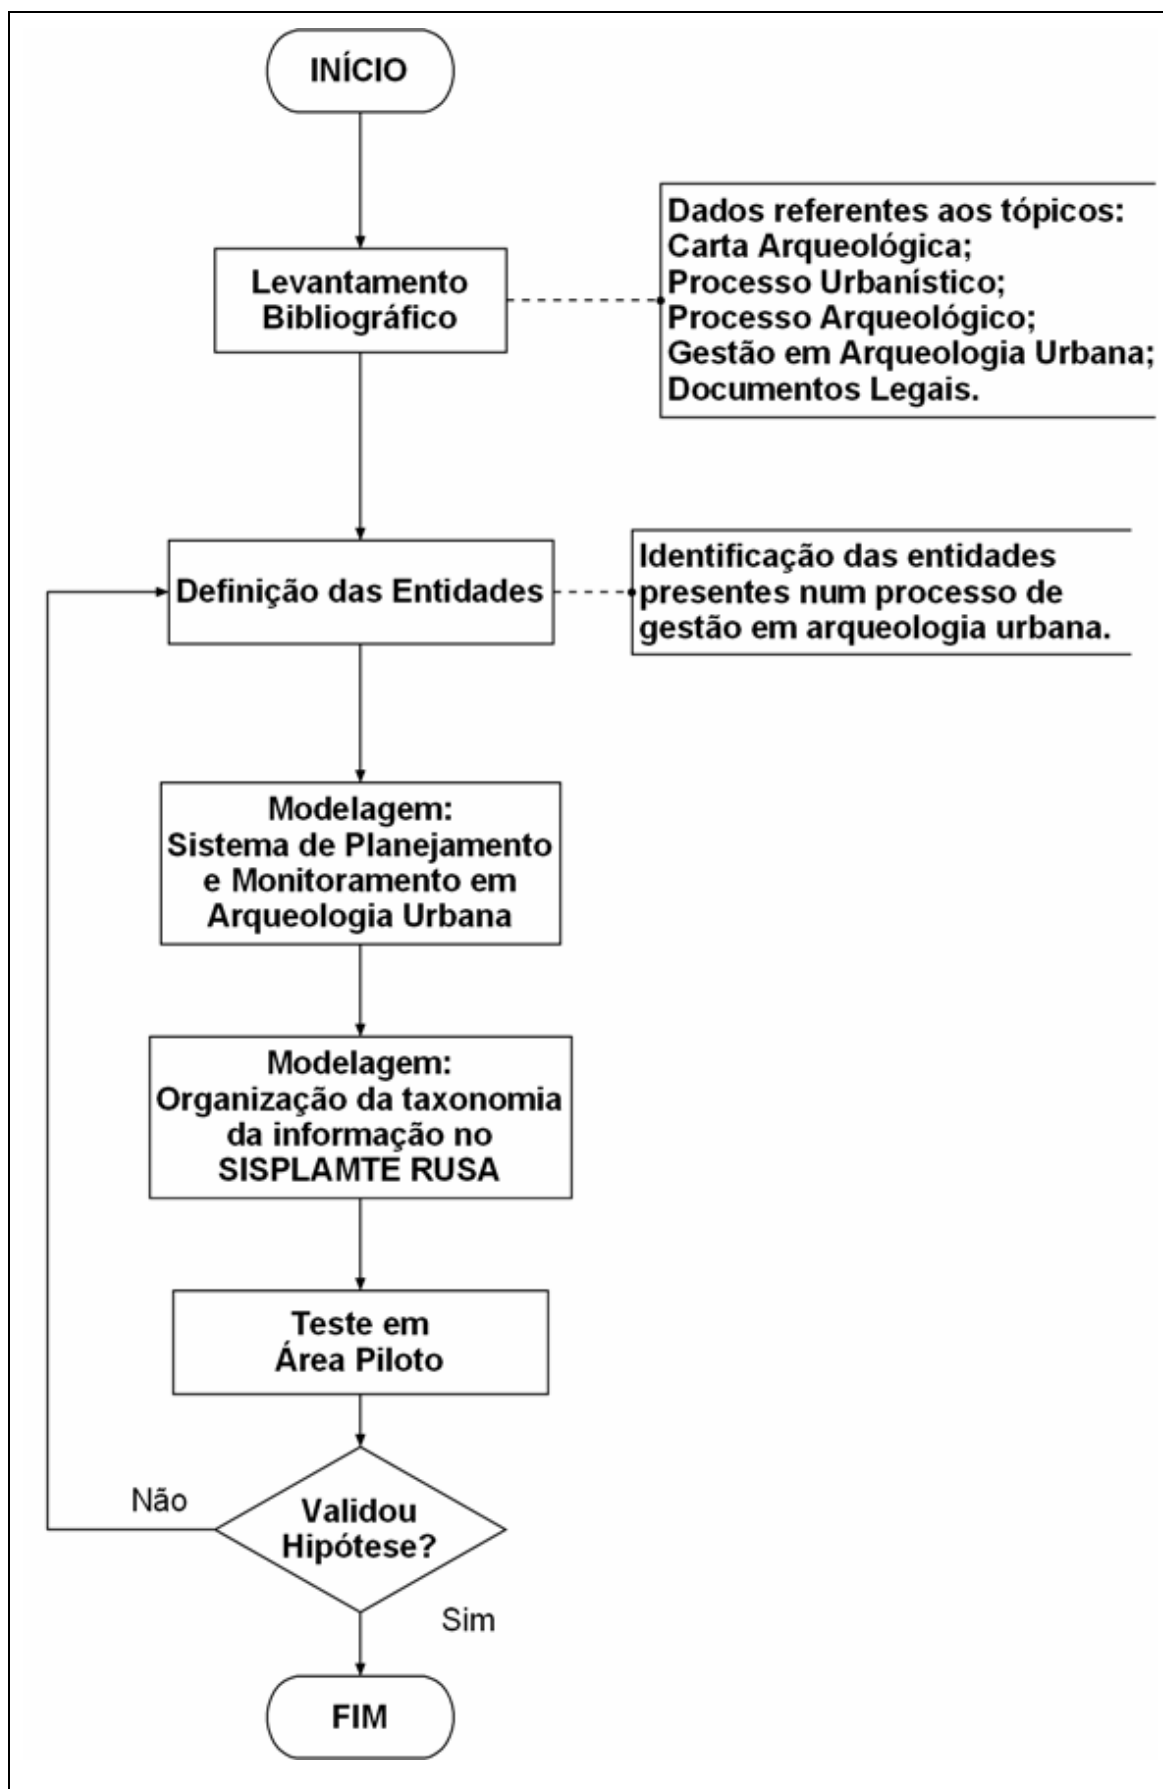 INÍCIO
Levantamento
Bibliográfico
Dados referentes aos tópicos:
Carta Arqueológica;
Processo Urbanístico;
Processo Arqueológico;
Gestão em Arqueologia Urbana;
Documentos Legais.
Definição das Entidades
Identificação das entidades
presentes num processo de
gestão em arqueologia urbana.
Modelagem:
Sistema de Planejamento
e Monitoramento em
Arqueologia Urbana
Modelagem:
Organização da taxonomia
da informação no
SISPLAMTE RUSA
Teste em
Área Piloto
Não
Validou
Hipótese?
Sim
FIM